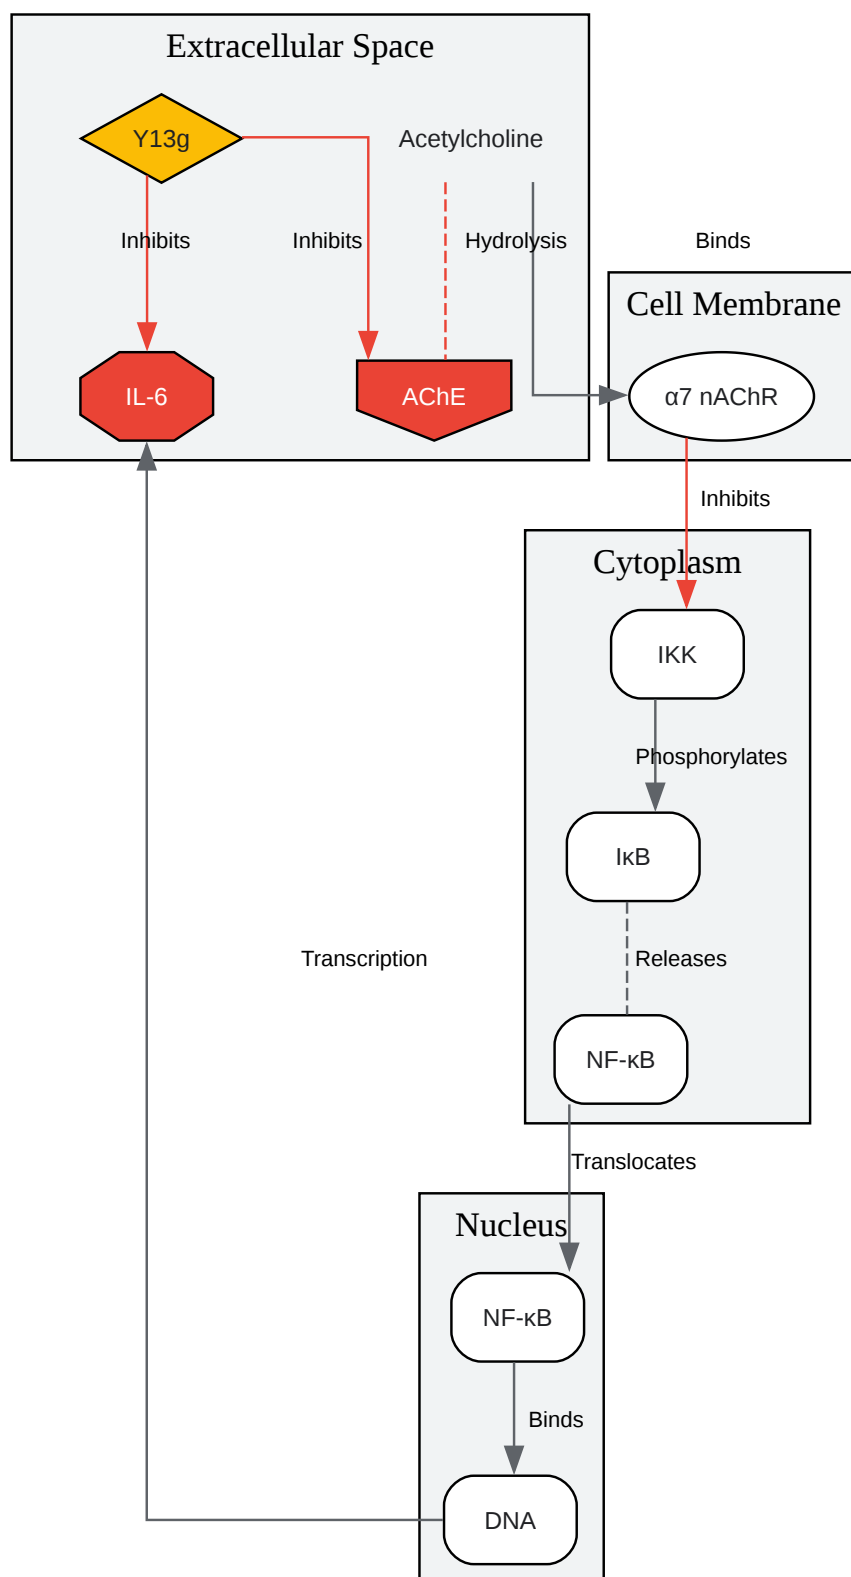 Extracellular Space
Y13g
Acetylcholine
Inhibits
Inhibits
Hydrolysis
Binds
Cell Membrane
IL-6
AChE
α7 nAChR
Inhibits
Cytoplasm
IKK
Phosphorylates
IκB
Transcription
Releases
NF-κB
Translocates
Nucleus
NF-κB
Binds
DNA